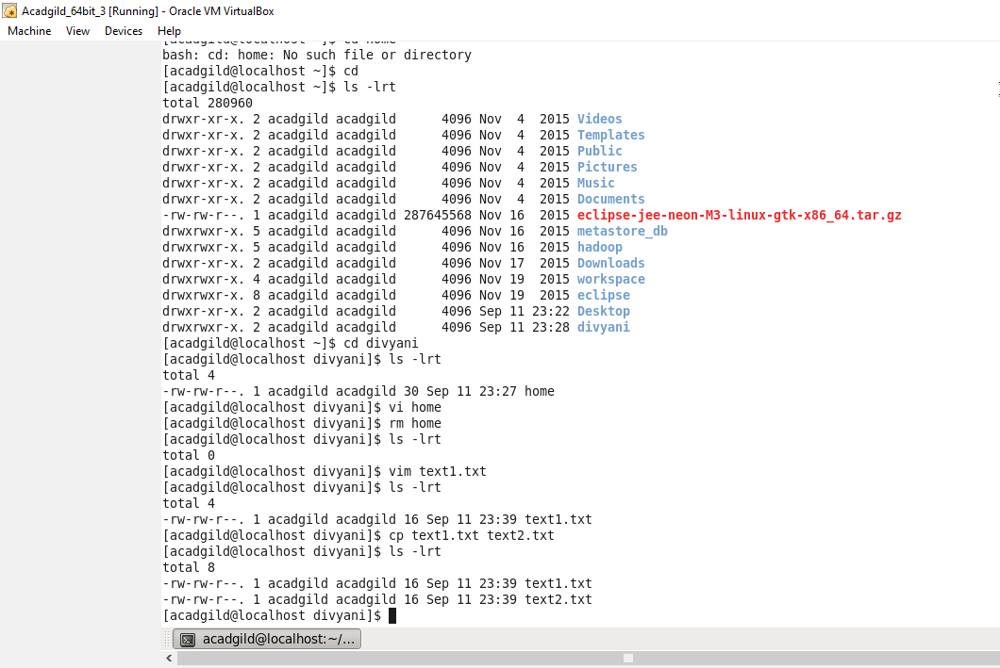 Acadgild_64bit_3 [Running] - Oracle VM VirtualBox
Machine View Devices Help
[acadgild@localhost ~]$ cd home
bash: cd: home: No such file or directory
[acadgild@localhost ~]$ cd
[acadgild@localhost ~]$ ls -lrt
total 280960
drwxr-xr-x. 2 acadgild acadgild      4096 Nov  4  2015 Videos
drwxr-xr-x. 2 acadgild acadgild      4096 Nov  4  2015 Templates
drwxr-xr-x. 2 acadgild acadgild      4096 Nov  4  2015 Public
drwxr-xr-x. 2 acadgild acadgild      4096 Nov  4  2015 Pictures
drwxr-xr-x. 2 acadgild acadgild      4096 Nov  4  2015 Music
drwxr-xr-x. 2 acadgild acadgild      4096 Nov  4  2015 Documents
-rw-rw-r--. 1 acadgild acadgild 287645568 Nov 16  2015 eclipse-jee-neon-M3-linux-gtk-x86_64.tar.gz
drwxrwxr-x. 5 acadgild acadgild      4096 Nov 16  2015 metastore_db
drwxrwxr-x. 5 acadgild acadgild      4096 Nov 16  2015 hadoop
drwxr-xr-x. 2 acadgild acadgild      4096 Nov 17  2015 Downloads
drwxrwxr-x. 4 acadgild acadgild      4096 Nov 19  2015 workspace
drwxrwxr-x. 8 acadgild acadgild      4096 Nov 19  2015 eclipse
drwxr-xr-x. 2 acadgild acadgild      4096 Sep 11 23:22 Desktop
drwxrwxr-x. 2 acadgild acadgild      4096 Sep 11 23:28 divyani
[acadgild@localhost ~]$ cd divyani
[acadgild@localhost divyani]$ ls -lrt
total 4
-rw-rw-r--. 1 acadgild acadgild 30 Sep 11 23:27 home
[acadgild@localhost divyani]$ vi home
[acadgild@localhost divyani]$ rm home
[acadgild@localhost divyani]$ ls -lrt
total 0
[acadgild@localhost divyani]$ vim text1.txt
[acadgild@localhost divyani]$ ls -lrt
total 4
-rw-rw-r--. 1 acadgild acadgild 16 Sep 11 23:39 text1.txt
[acadgild@localhost divyani]$ cp text1.txt text2.txt
[acadgild@localhost divyani]$ ls -lrt
total 8
-rw-rw-r--. 1 acadgild acadgild 16 Sep 11 23:39 text1.txt
-rw-rw-r--. 1 acadgild acadgild 16 Sep 11 23:39 text2.txt
[acadgild@localhost divyani]$
acadgild@localhost:~/...